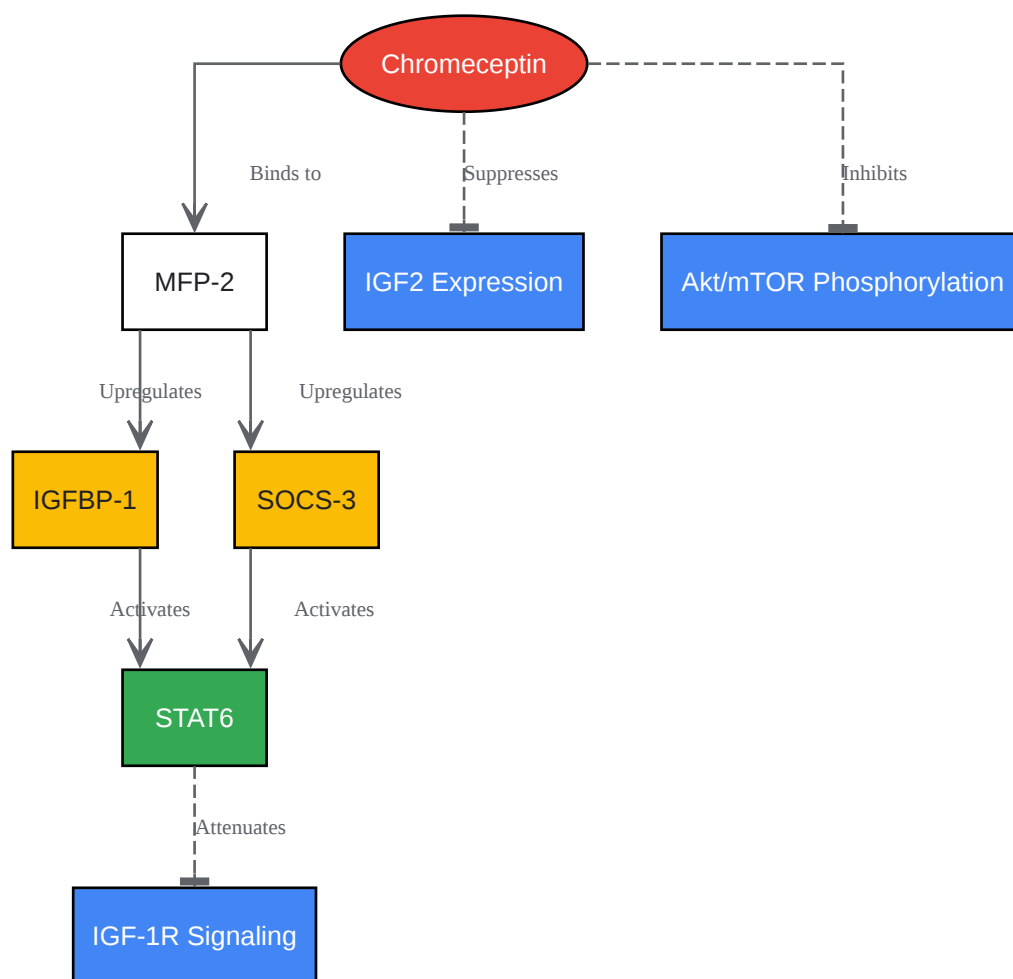 Chromeceptin
Binds to
Suppresses
Inhibits
MFP-2
IGF2 Expression
Akt/mTOR Phosphorylation
Upregulates
Upregulates
IGFBP-1
SOCS-3
Activates
Activates
STAT6
Attenuates
IGF-1R Signaling